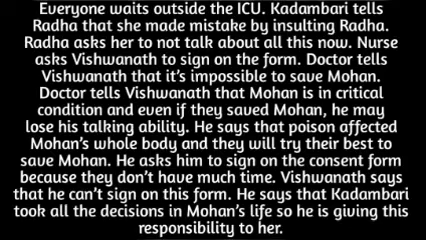 Everyone waits outside the ICU. Kadambari tells
Radha that she made mistake by insulting Radha.
Radha asks her to not talk about all this now. Nurse
asks Vishwanath to sign on the form. Doctor tells
Vishwanath that it's impossible to save Mohan.
Doctor tells Vishwanath that Mohan is in critical
condition and even if they saved Mohan, he may
lose his talking ability. He says that poison affected
Mohan's whole body and they will try their best to
save Mohan. He asks him to sign on the consent form
because they don't have much time. Vishwanath says
that he can't sign on this form. He says that Kadambari
took all the decisions in Mohan's life so he is giving this
responsibility to her.